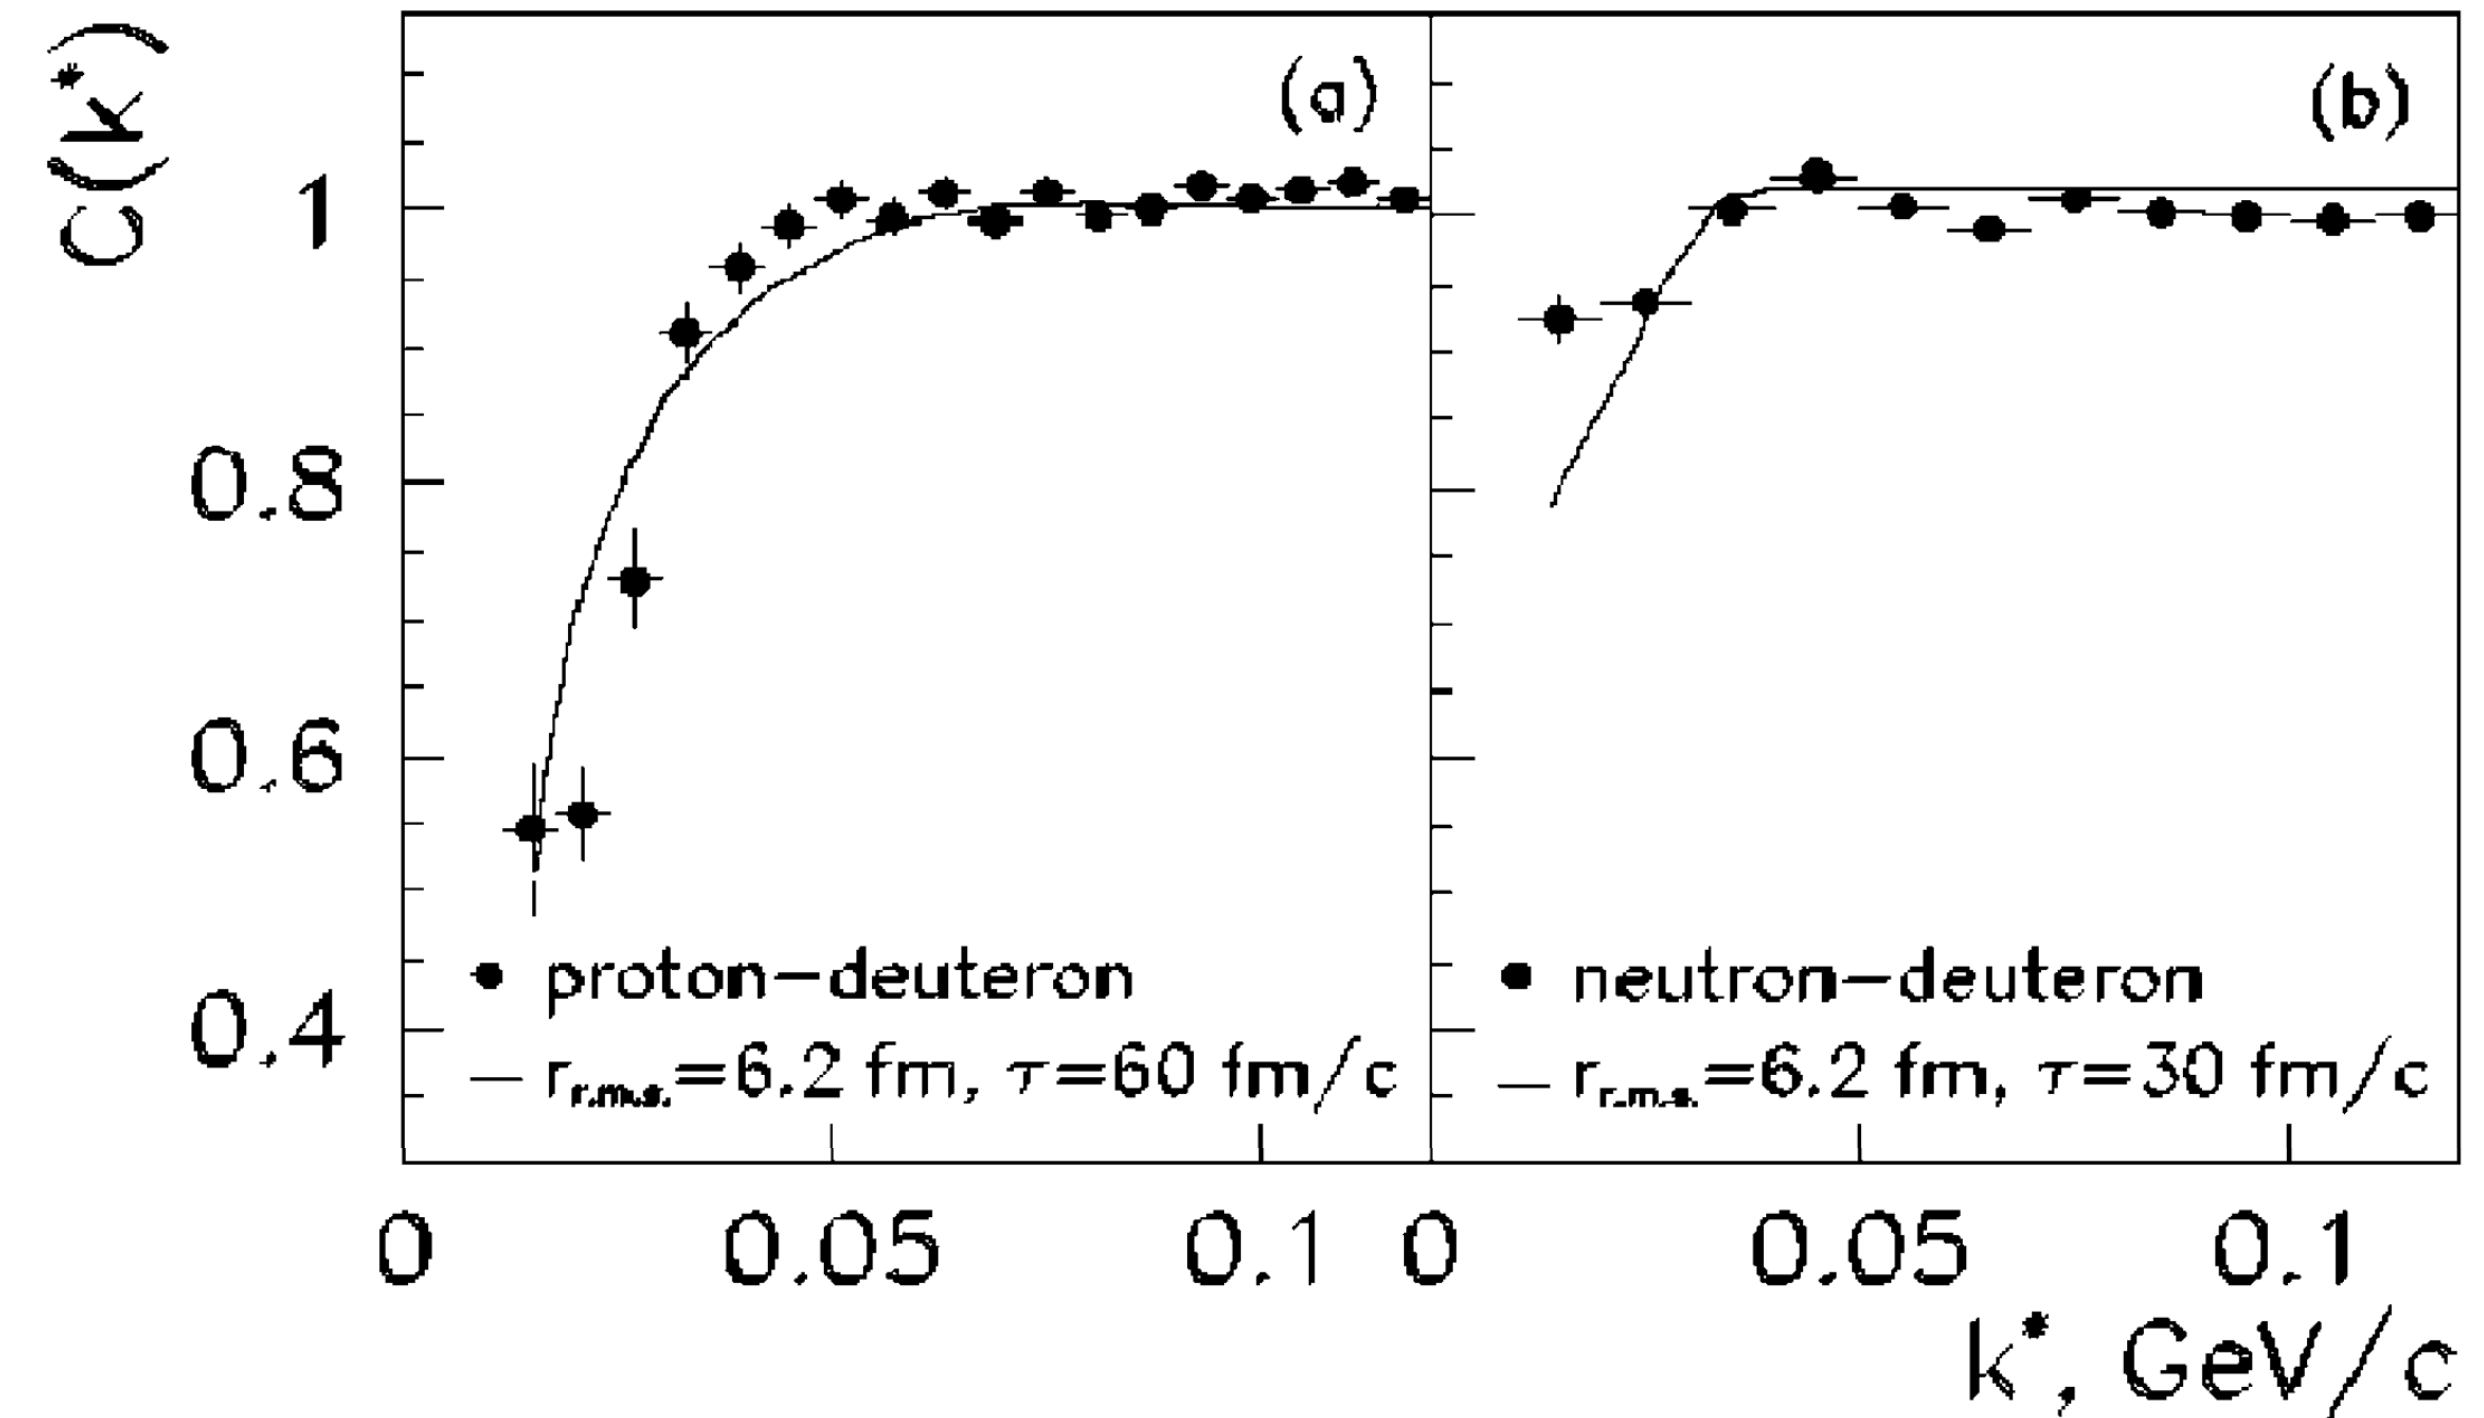 C(k*)
(a)
(b)
1
0.8
0.6
0.4
proton-deuteron
r r.m.s.=6.2 fm, τ=60 fm/c
neutron-deuteron
r r.m.s.=6.2 fm, τ=30 fm/c
0 0.05 0.1 0 0.05 0.1
k*, GeV/c